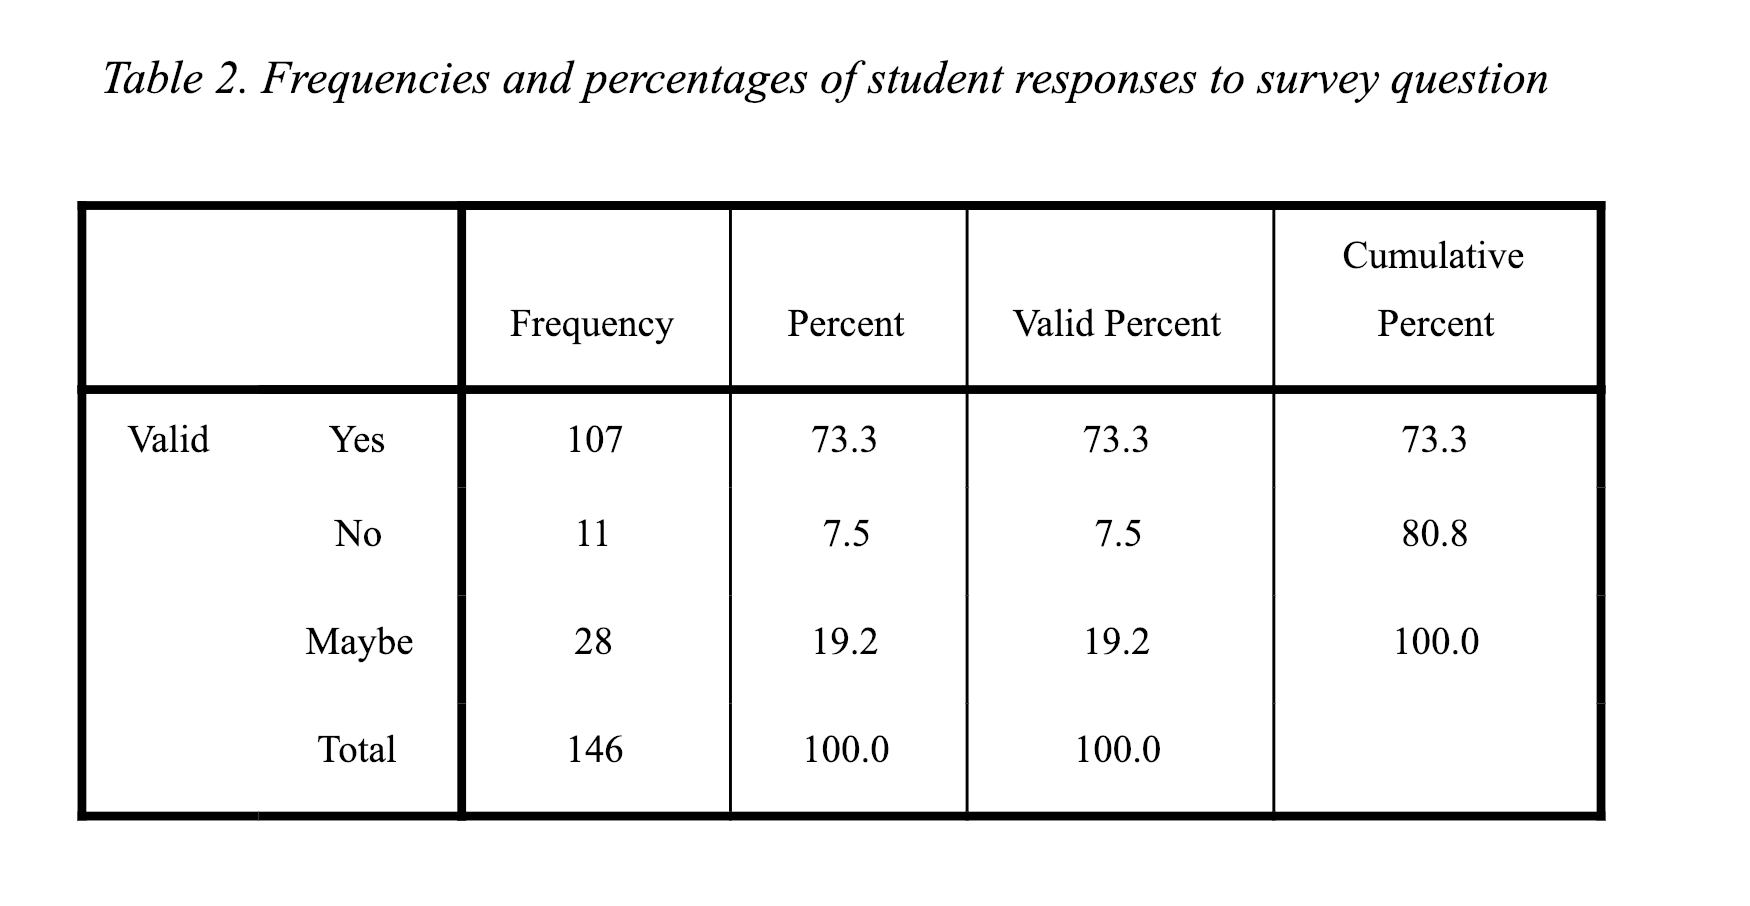 Table 2. Frequencies and percentages of student responses to survey question
Cumulative
Frequency Percent Valid Percent Percent
Valid Yes 107 73.3 73.3 73.3
No 11 7.5 7.5 80.8
Maybe 28 19.2 19.2 100.0
Total 146 100.0 100.0